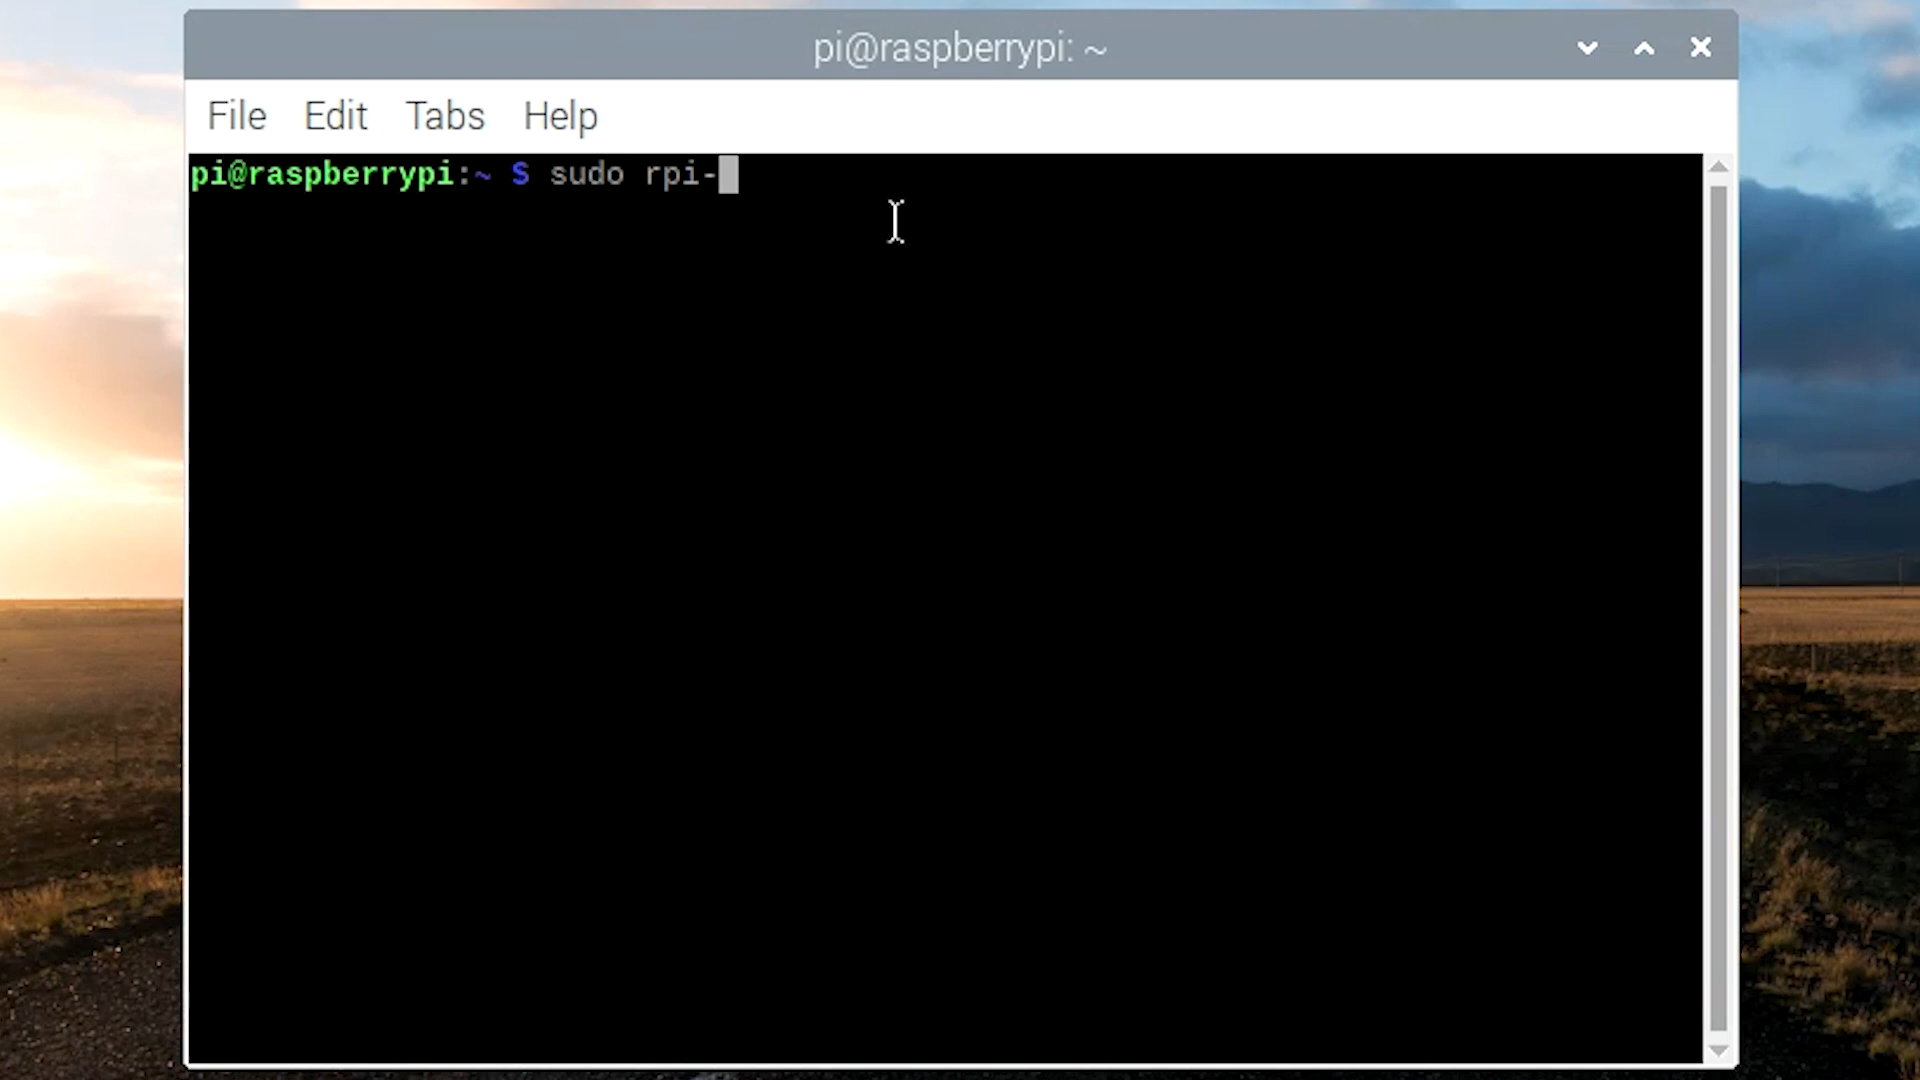 pi@raspberrypi: ~
File Edit Tabs Help
pi@raspberrypi:~ $ sudo rpi-